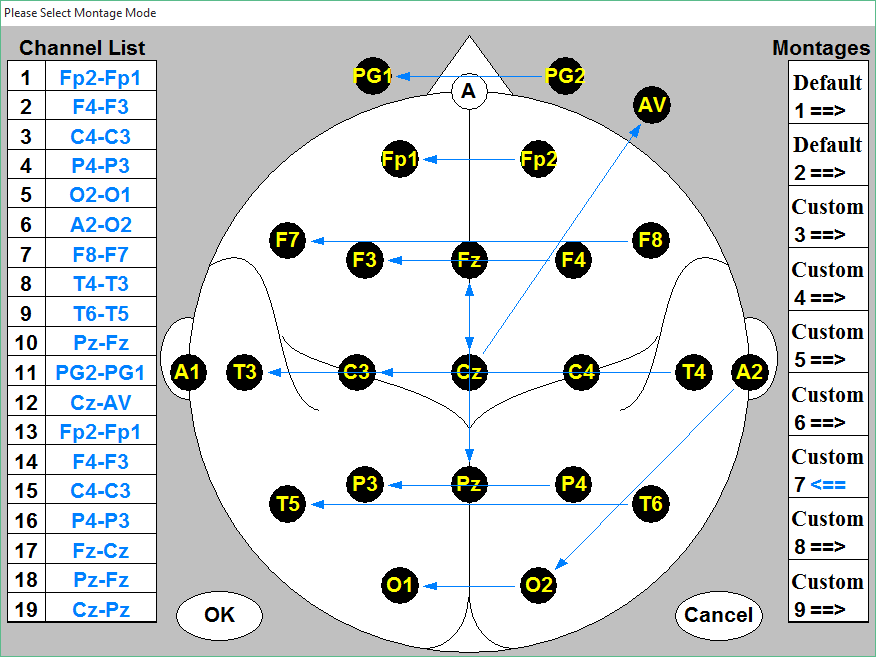 Please Select Montage Mode
Channel List
1 Fp2-Fp1
2 F4-F3
3 C4-C3
4 P4-P3
5 O2-O1
6 A2-O2
7 F8-F7
8 T4-T3
9 T6-T5
10 Pz-Fz
11 PG2-PG1
12 Cz-AV
13 Fp2-Fp1
14 F4-F3
15 C4-C3
16 P4-P3
17 Fz-Cz
18 Pz-Fz
19 Cz-Pz
PG1 PG2
A
AV
Fp1 Fp2
F7 F8
F3 Fz F4
A1 T3 C3 Cz C4 T4 A2
P3 Pz P4
T5 T6
O1 O2
OK
Cancel
Montages
Default
1 ==>
Default
2 ==>
Custom
3 ==>
Custom
4 ==>
Custom
5 ==>
Custom
6 ==>
Custom
7 <==
Custom
8 ==>
Custom
9 ==>